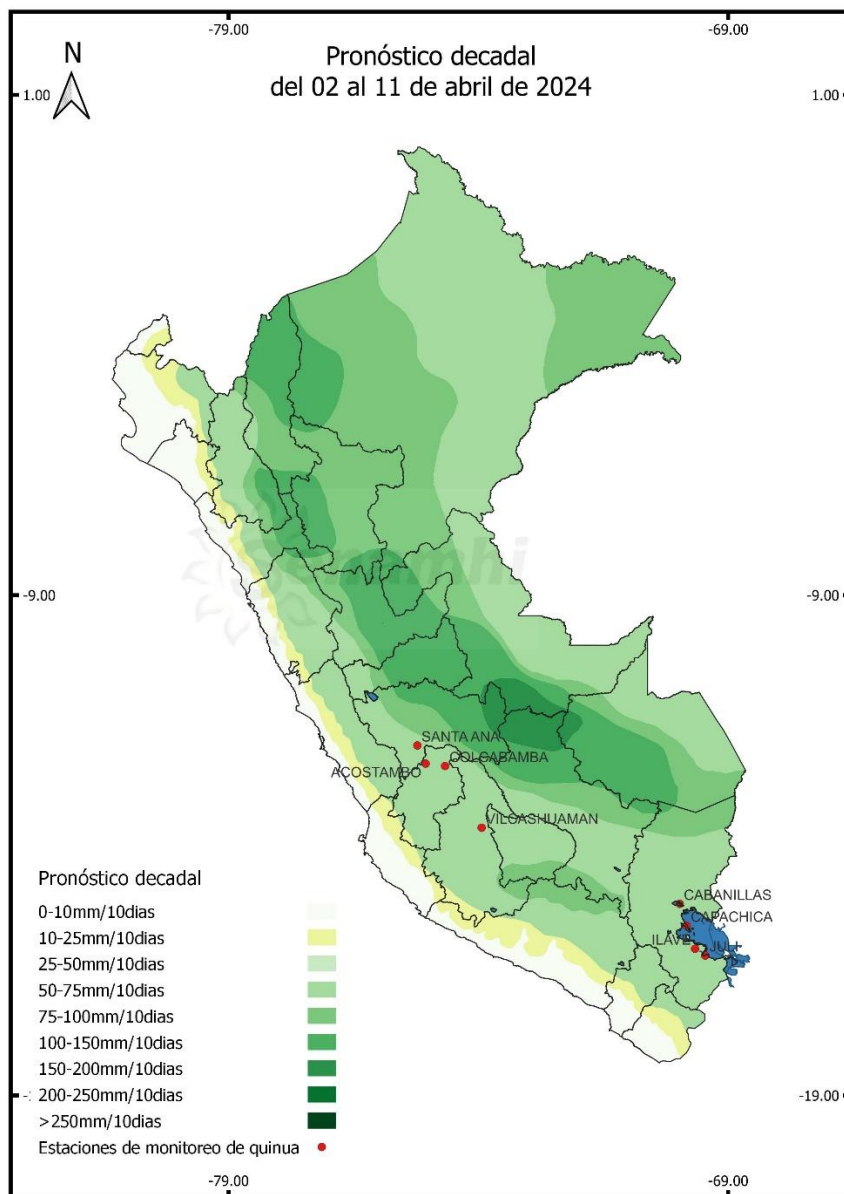 -79.00
-69.00
N
Pronóstico decadal
del 02 al 11 de abril de 2024
1.00
1.00
Senamhi
-9.00
-9.00
SANTA ANA
COLCABAMBA
ACOSTAMBO
VILCASHUAMAN
CABANILLAS
CAPACHICA
ILAVE
JULI
Pronóstico decadal
0-10mm/10dias
10-25mm/10dias
25-50mm/10dias
50-75mm/10dias
75-100mm/10dias
100-150mm/10dias
150-200mm/10dias
200-250mm/10dias
>250mm/10dias
Estaciones de monitoreo de quinua
-19.00
-79.00
-69.00